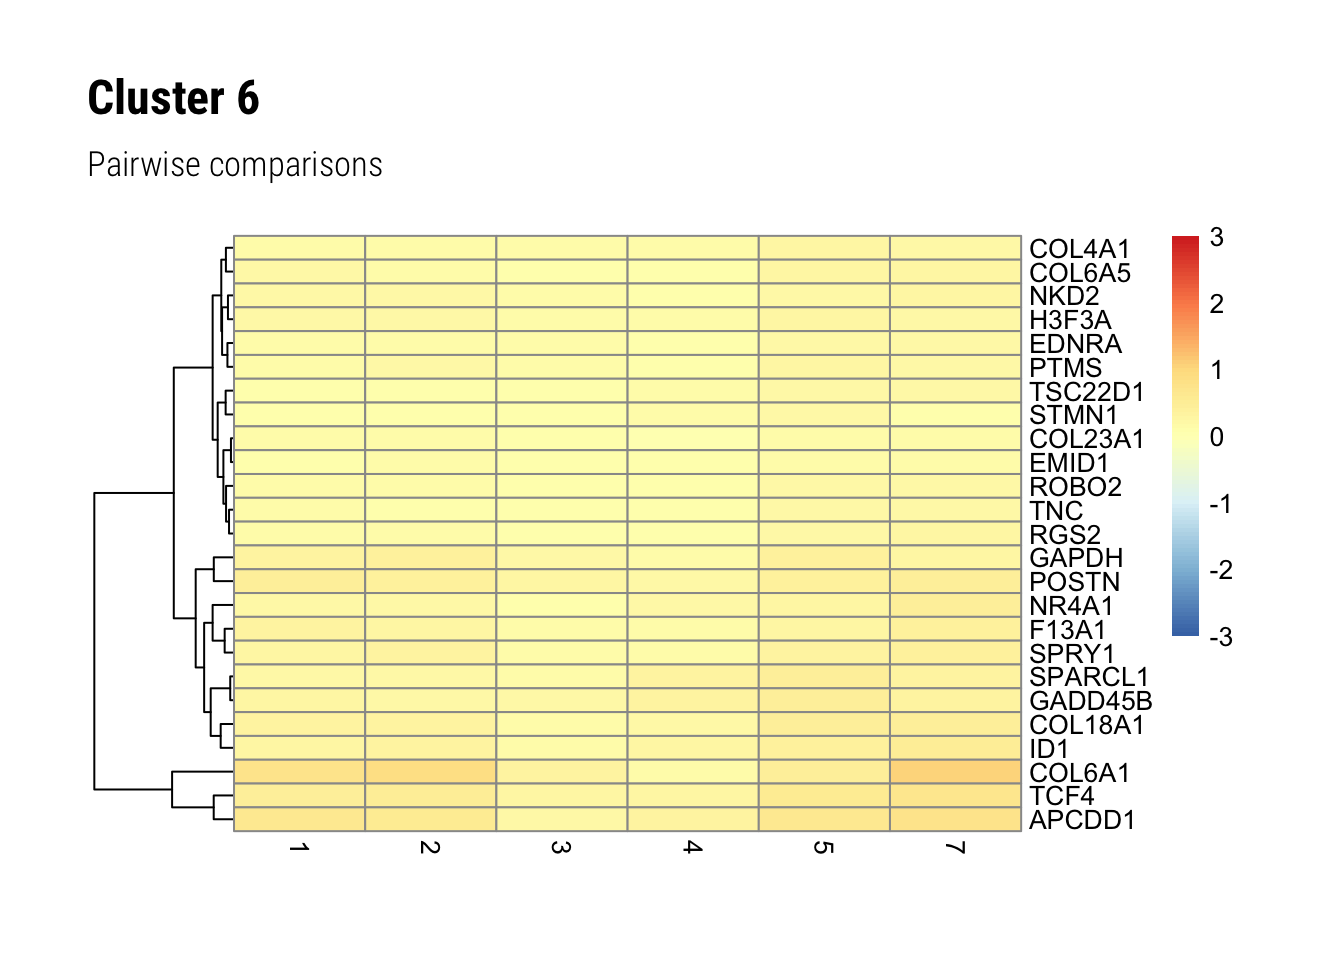 Cluster 6
Pairwise comparisons
COL4A1
COL6A5
NKD2
H3F3A
EDNRA
PTMS
TSC22D1
STMN1
COL23A1
EMID1
ROBO2
TNC
RGS2
GAPDH
POSTN
NR4A1
F13A1
SPRY1
SPARCL1
GADD45B
COL18A1
ID1
COL6A1
TCF4
APCDD1
3
2
1
0
-1
-2
-3
1 2 3 4 5 7